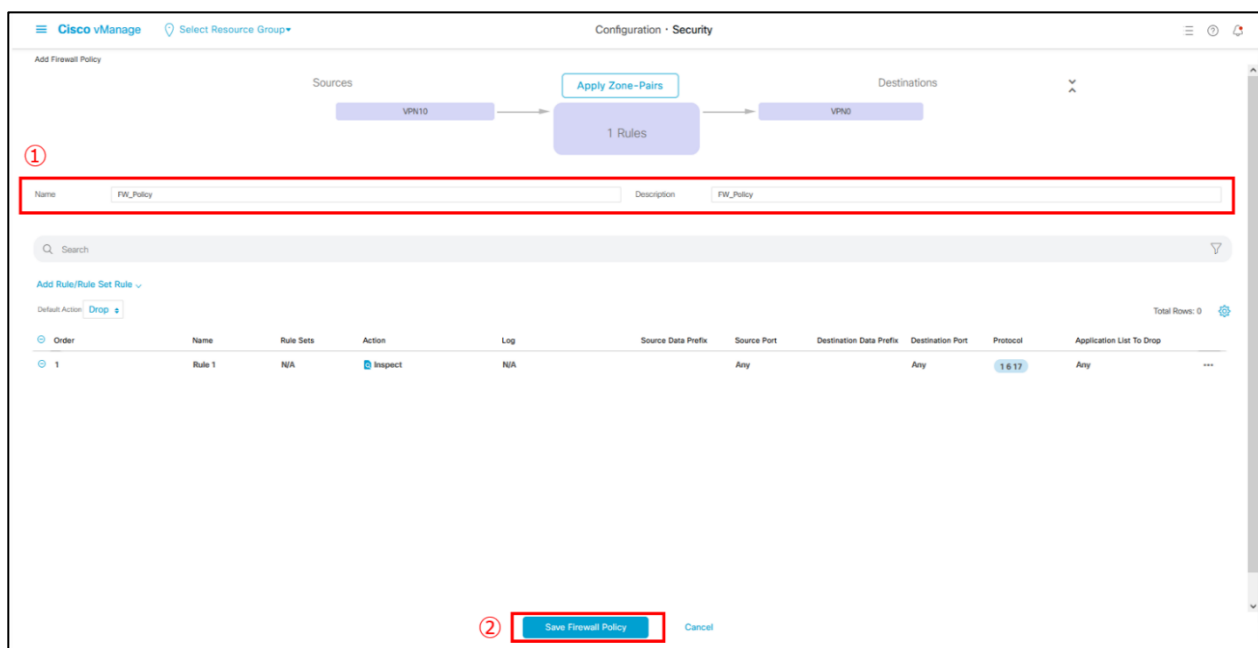 Cisco vManage Select Resource Group Configuration · Security
Add Firewall Policy
Sources Apply Zone-Pairs Destinations
VPN10 VPN0
1 Rules
①
Name FW_Policy Description FW_Policy
Search
Add Rule/Rule Set Rule
Default Action Drop Total Rows: 0
Order Name Rule Sets Action Log Source Data Prefix Source Port Destination Data Prefix Destination Port Protocol Application List To Drop
1 Rule 1 N/A Inspect N/A Any Any 1 6 17 Any ...
② Save Firewall Policy Cancel